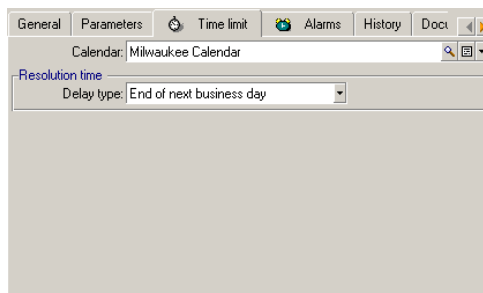 General Parameters Time limit Alarms History Docu
Calendar: Milwaukee Calendar
Resolution time
Delay type: End of next business day